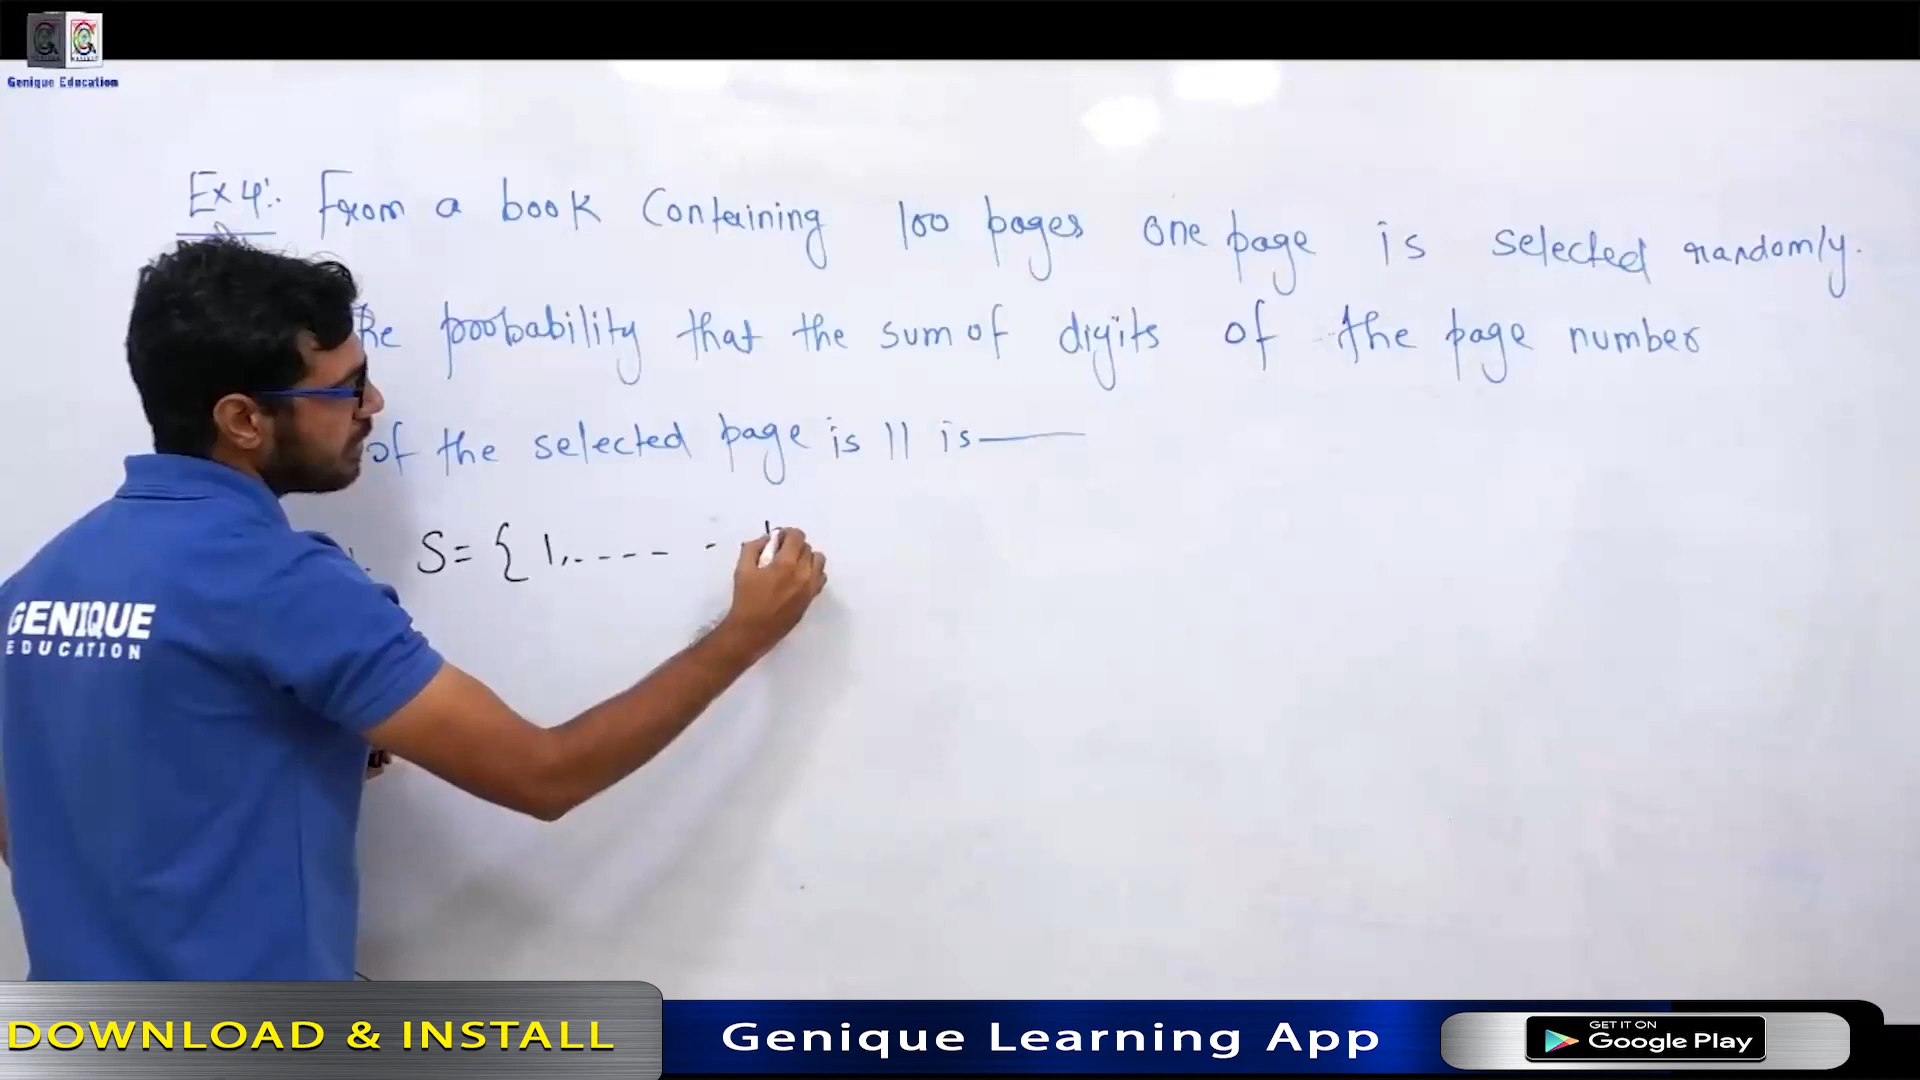 Genique Education
Ex 4:. From a book Containing 100 pages one page is selected randomly.
probability that the sum of digits of the page number
of the selected page is 11 is
S= { 1,---- -
GENIQUE
EDUCATION
DOWNLOAD & INSTALL
Genique Learning App
GET IT ON
Google Play